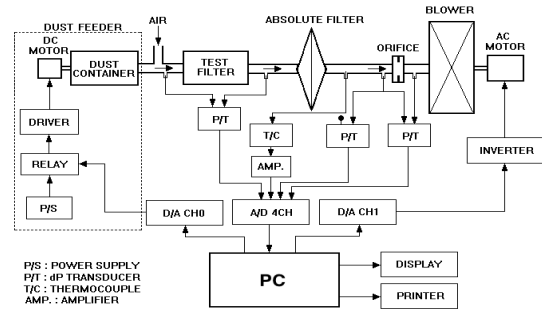 DUST FEEDER
AIR
ABSOLUTE FILTER
BLOWER
DC
MOTOR
DUST
CONTAINER
TEST
FILTER
ORIFICE
AC
MOTOR
DRIVER
P/T
T/C
P/T
P/T
RELAY
AMP.
INVERTER
P/S
D/A CH0
A/D 4CH
D/A CH1
P/S : POWER SUPPLY
P/T : dP TRANSDUCER
T/C : THERMOCOUPLE
AMP. : AMPLIFIER
PC
DISPLAY
PRINTER